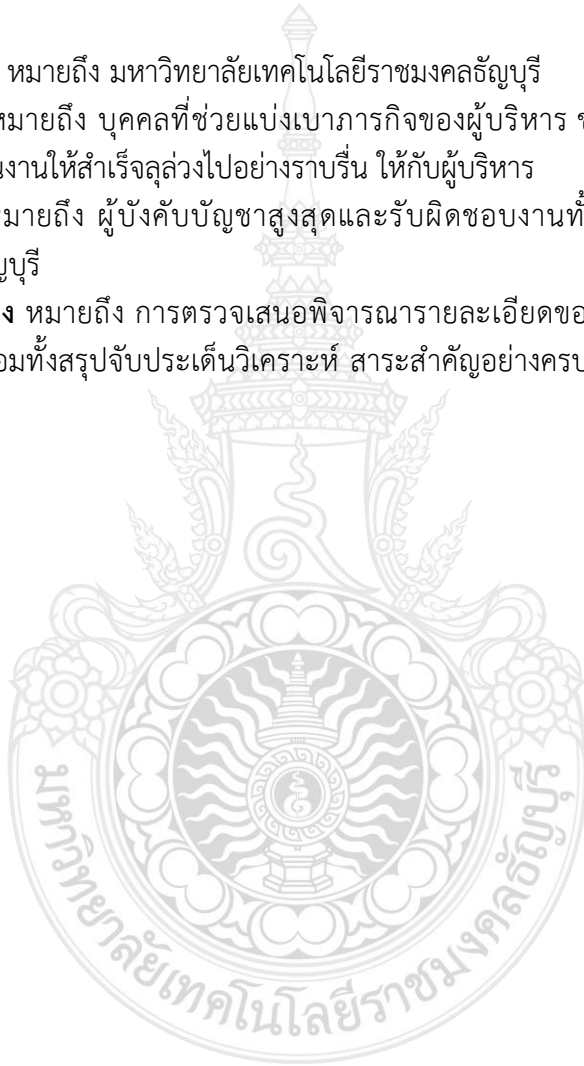 หมายถึง มหาวิทยาลัยเทคโนโลยีราชมงคลธัญบุรี
หมายถึง บุคคลที่ช่วยแบ่งเบาภารกิจของผู้บริหาร
งานให้สำเร็จลุล่วงไปอย่างราบรื่น ให้กับผู้บริหาร
หมายถึง ผู้บังคับบัญชาสูงสุดและรับผิดชอบงานทั้
ญบุรี
ง หมายถึง การตรวจเสนอพิจารณารายละเอียดขอ
อมทั้งสรุปจับประเด็นวิเคราะห์ สาระสำคัญอย่างครบ
มหาวิทยาลัยเทคโนโลยีราชมงคลธัญบุรี